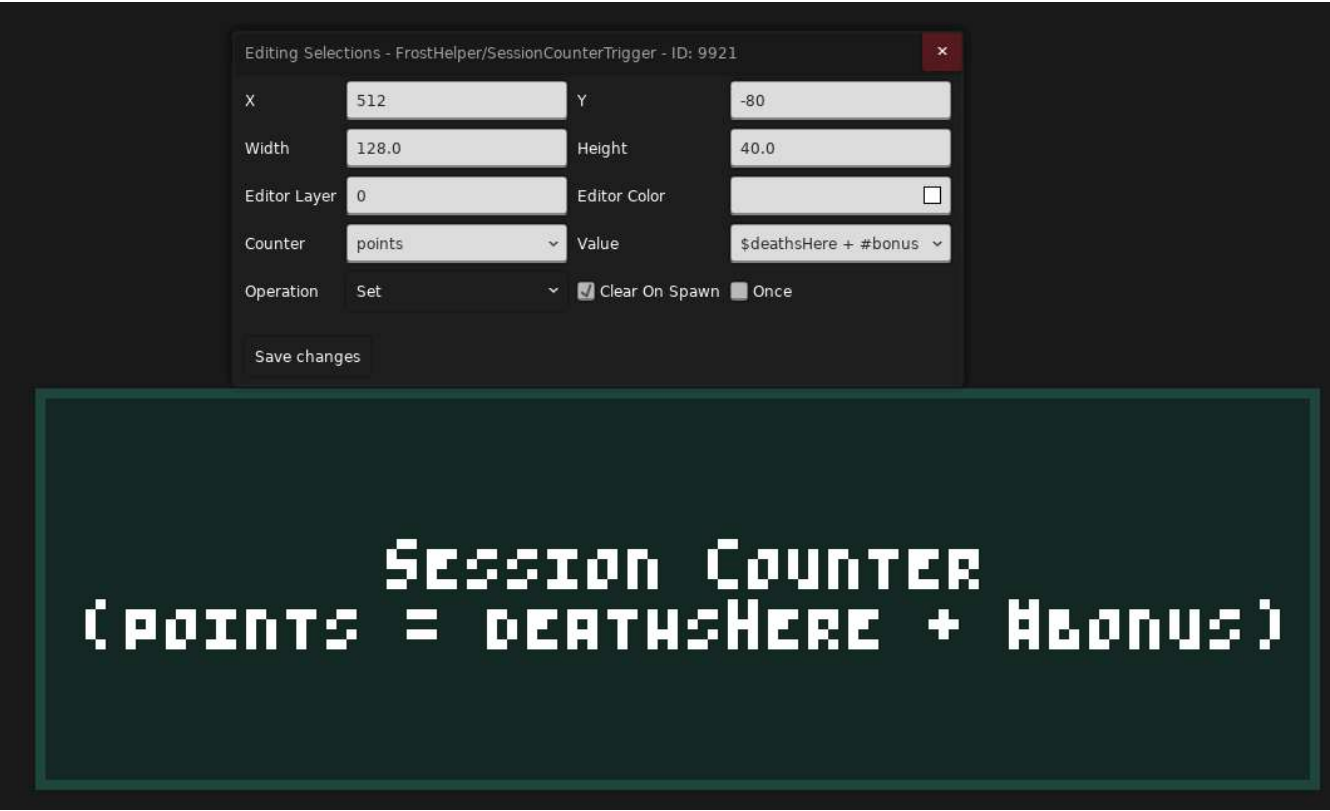 Editing Selections - FrostHelper/SessionCounterTrigger - ID: 9921 ×
X 512 Y -80
Width 128.0 Height 40.0
Editor Layer 0 Editor Color
Counter points Value $deathsHere + #bonus
Operation Set Clear On Spawn Once
Save changes
Session Counter
(points = deathsHere + #bonus)